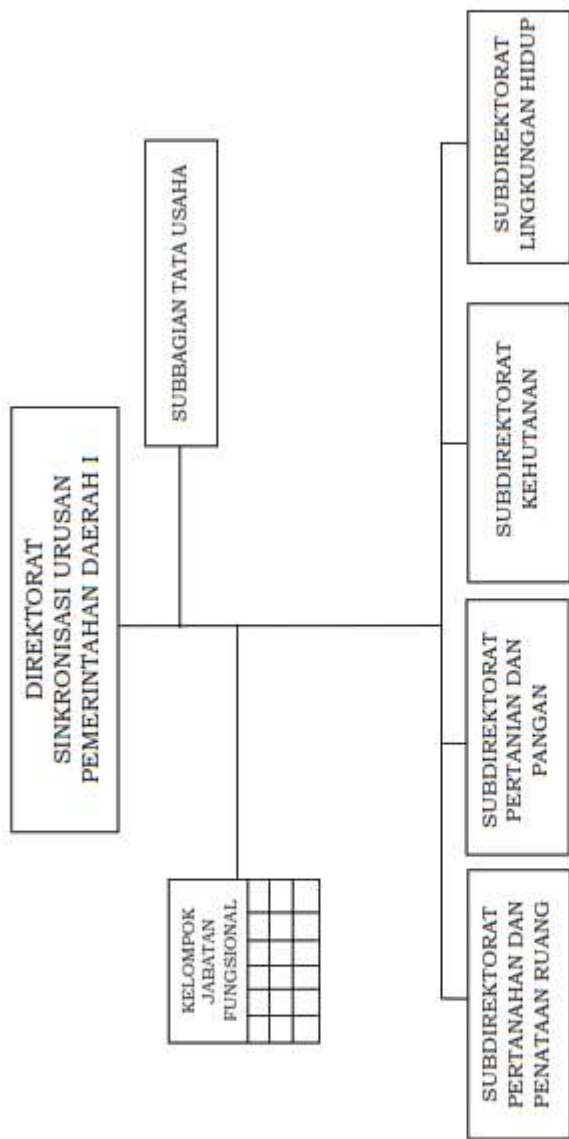 DIREKTORAT
SINKRONISASI URUSAN
PEMERINTAHAN DAERAH I
SUBBAGIAN TATA USAHA
KELOMPOK
JABATAN
FUNGSIONAL
SUBDIREKTORAT
PERTANAHAN DAN
PENATAAN RUANG
SUBDIREKTORAT
PERTANIAN DAN
PANGAN
SUBDIREKTORAT
KEHUTANAN
SUBDIREKTORAT
LINGKUNGAN HIDUP